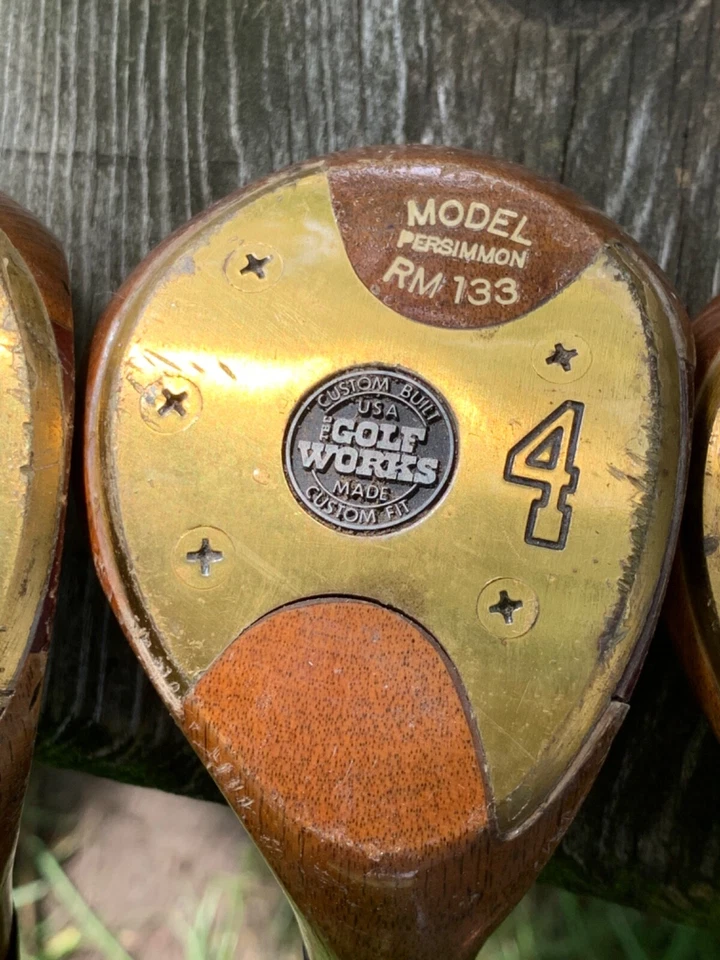 MODEL
PERSIMMON
RM 133
CUSTOM BUILT
USA
THE
GOLF
WORKS
MADE
CUSTOM FIT
4